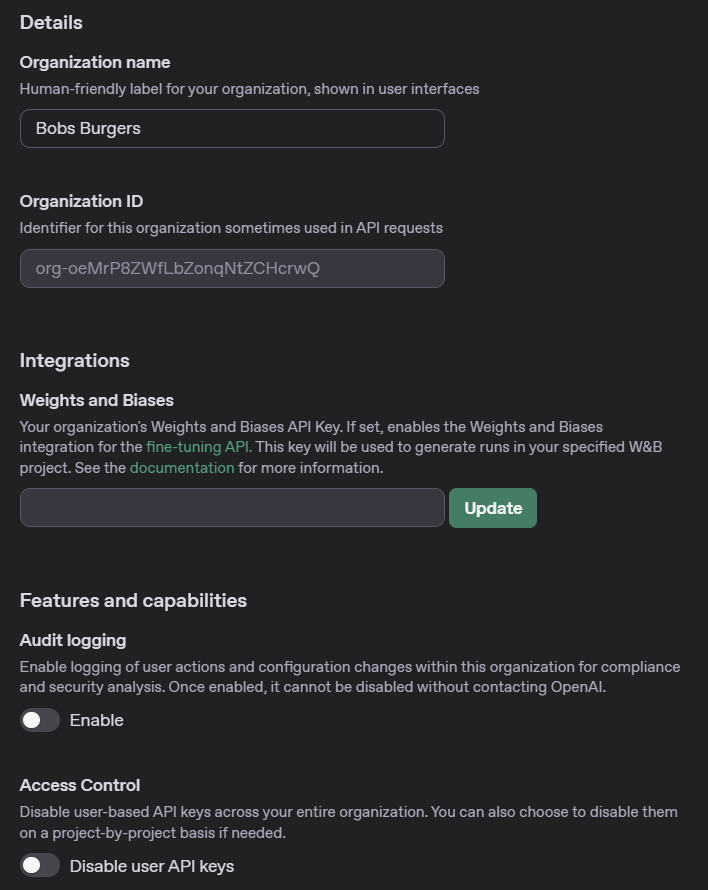 Details
Organization name
Human-friendly label for your organization, shown in user interfaces
Bobs Burgers
Organization ID
Identifier for this organization sometimes used in API requests
org-oeMrP8ZWfLbZonqNtZCHcrwQ
Integrations
Weights and Biases
Your organization's Weights and Biases API Key. If set, enables the Weights and Biases
integration for the fine-tuning API. This key will be used to generate runs in your specified W&B
project. See the documentation for more information.
Update
Features and capabilities
Audit logging
Enable logging of user actions and configuration changes within this organization for compliance
and security analysis. Once enabled, it cannot be disabled without contacting OpenAI.
Enable
Access Control
Disable user-based API keys across your entire organization. You can also choose to disable them
on a project-by-project basis if needed.
Disable user API keys